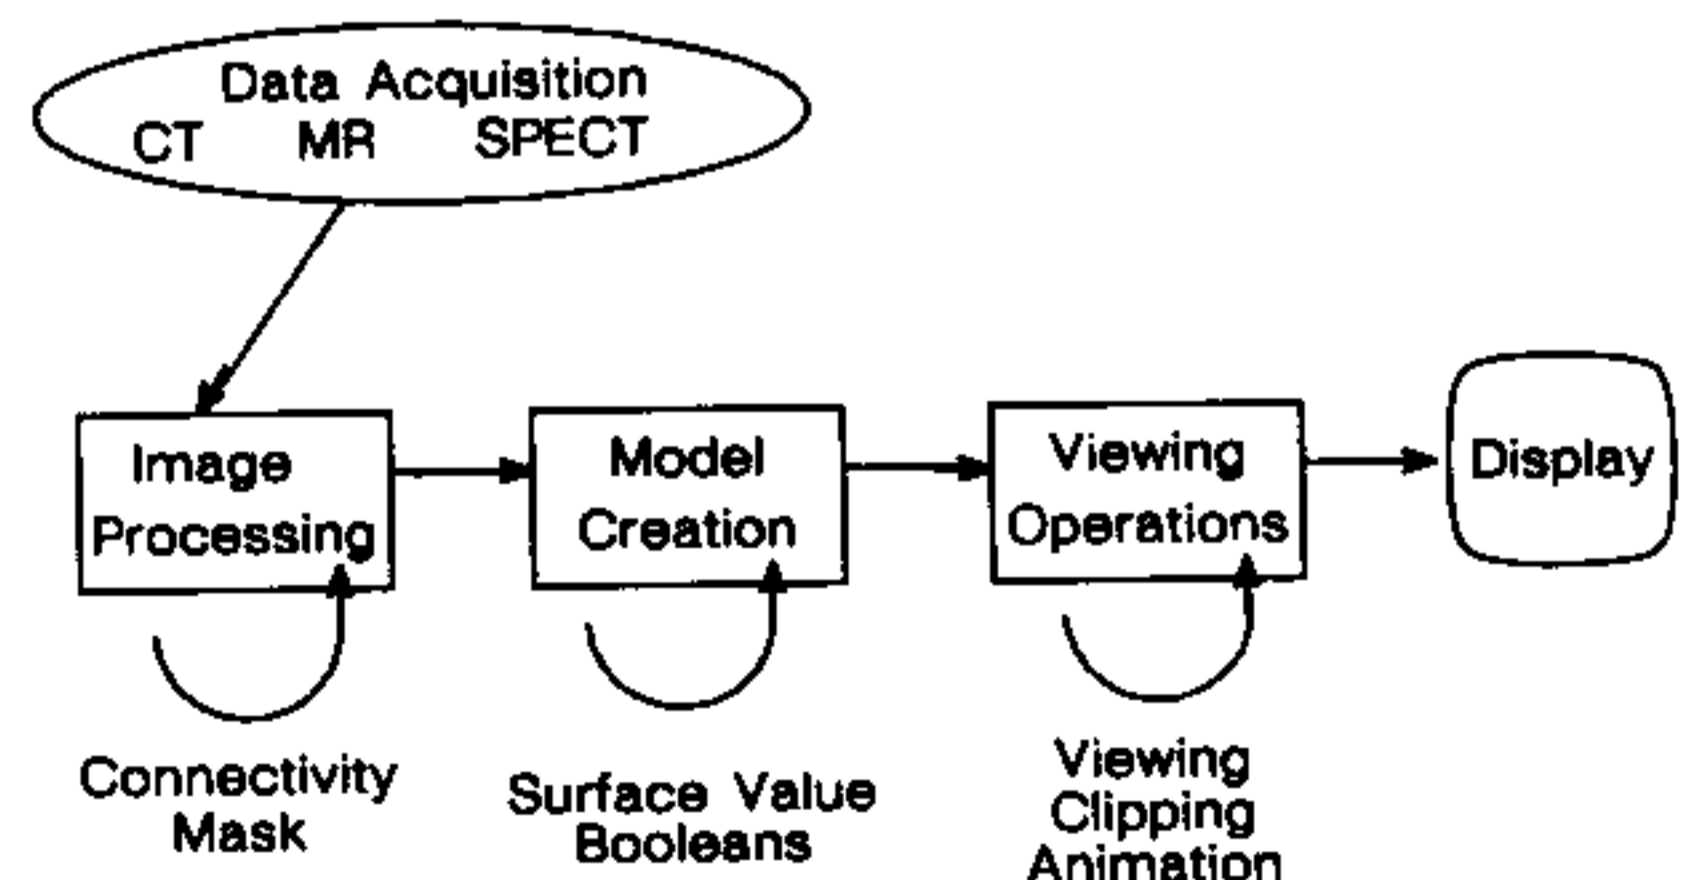 Data Acquisition
CT MR SPECT
Image
Processing
Model
Creation
Viewing
Operations
Display
Connectivity
Mask
Surface Value
Booleans
Viewing
Clipping
Animation